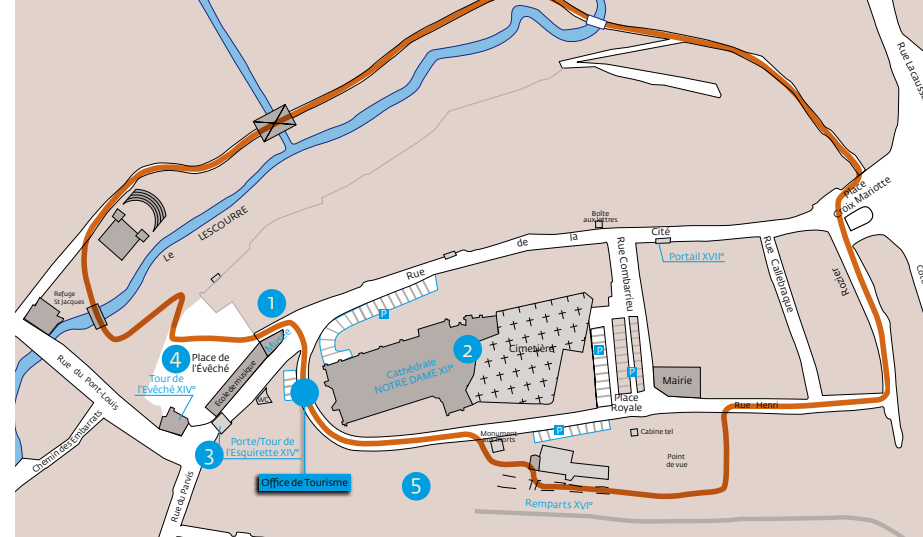 Rue Lacauss
Place
Croix Mariotte
Boîte
aux lettres
Rue de la Cité
Portail XVII°
Le LESCOURRE
Rue Combarrieu
Rue Callebraque
Rozier
Côte
Refuge
St Jacques
1
Musée
P
2
Cimetière
Cathédrale
NOTRE DAME XII°
P
P
4
Place de
l'Évêché
Tour de
l'Evêché XIV°
Ecole de musique
WC
Mairie
Rue du Pont-Louis
Place
Royale
Rue Henri
Chemin des Embarrats
3
Porte/Tour de
l'Esquirette XIV°
Monument
aux morts
P
Cabine tel
Point
de vue
Rue du Parvis
Office de Tourisme
5
Remparts XVI°